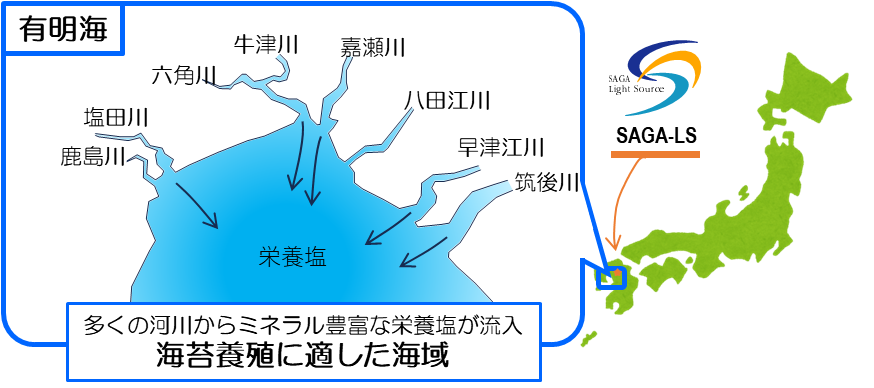 有明海
牛津川
嘉瀬川
六角川
八田江川
塩田川
鹿島川
早津江川
筑後川
栄養塩
多くの河川からミネラル豊富な栄養塩が流入
海苔養殖に適した海域
SAGA
Light Source
SAGA-LS